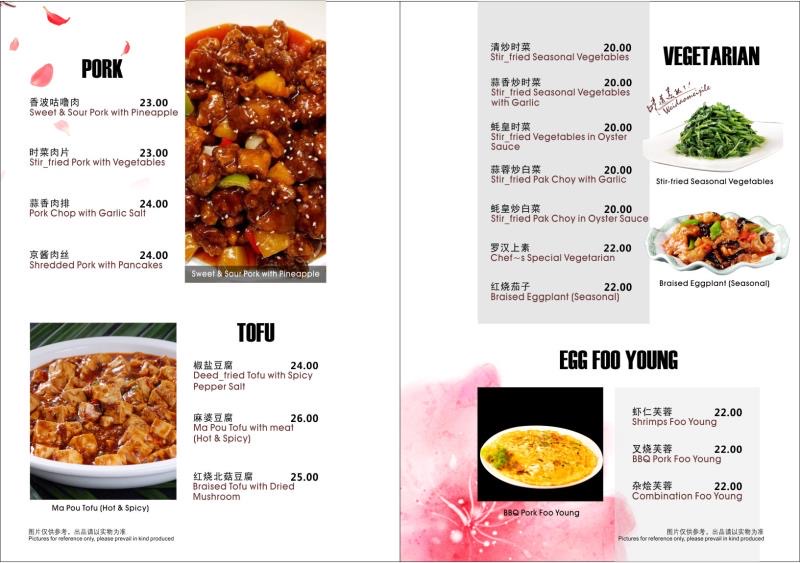 PORK
香波咕噜肉 23.00
Sweet & Sour Pork with Pineapple
时菜肉片 23.00
Stir_fried Pork with Vegetables
蒜香肉排 24.00
Pork Chop with Garlic Salt
京酱肉丝 24.00
Shredded Pork with Pancakes
Sweet & Sour Pork with Pineapple
TOFU
椒盐豆腐 24.00
Deed_fried Tofu with Spicy
Pepper Salt
麻婆豆腐 26.00
Ma Pou Tofu with meat
(Hot & Spicy)
红烧北菇豆腐 25.00
Braised Tofu with Dried
Mushroom
Ma Pou Tofu (Hot & Spicy)
图片仅供参考，出品请以实物为准
Pictures for reference only, please prevail in kind produced
VEGETARIAN
清炒时菜 20.00
Stir_fried Seasonal Vegetables
蒜香炒时菜 20.00
Stir_fried Seasonal Vegetables
with Garlic
蚝皇时菜 20.00
Stir_fried Vegetables in Oyster
Sauce
蒜蓉炒白菜 20.00
Stir_fried Pak Choy with Garlic
蚝皇炒白菜 20.00
Stir_fried Pak Choy in Oyster Sauce
罗汉上素 22.00
Chef~s Special Vegetarian
红烧茄子 22.00
Braised Eggplant (Seasonal)
味道美极了!
Weidaomeijile
Stir-fried Seasonal Vegetables
Braised Eggplant (Seasonal)
EGG FOO YOUNG
虾仁芙蓉 22.00
Shrimps Foo Young
叉烧芙蓉 22.00
BBQ Pork Foo Young
杂烩芙蓉 22.00
Combination Foo Young
BBQ Pork Foo Young
图片仅供参考，出品请以实物为准
Pictures for reference only, please prevail in kind produced